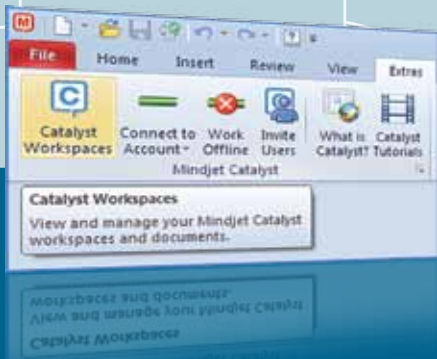 File Home Insert Review View Extras
Catalyst Workspaces
Connect to Account
Work Offline
Invite Users
What is Catalyst?
Catalyst Tutorials
Mindjet Catalyst
Catalyst Workspaces
View and manage your Mindjet Catalyst
workspaces and documents.